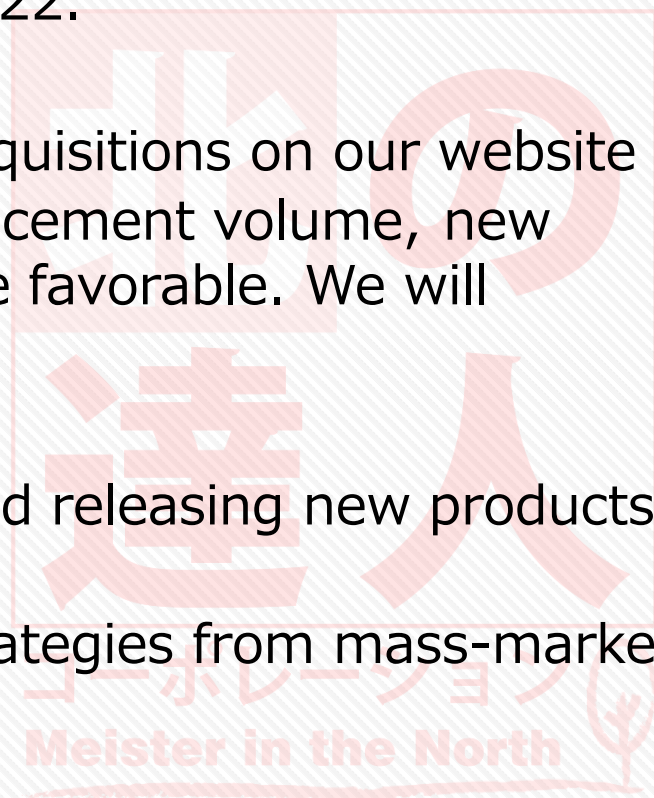 22.
北の
quisitions on our website
cement volume, new
e favorable. We will
達人
d releasing new products
rategies from mass-marke
コーポレーション
Meister in the North